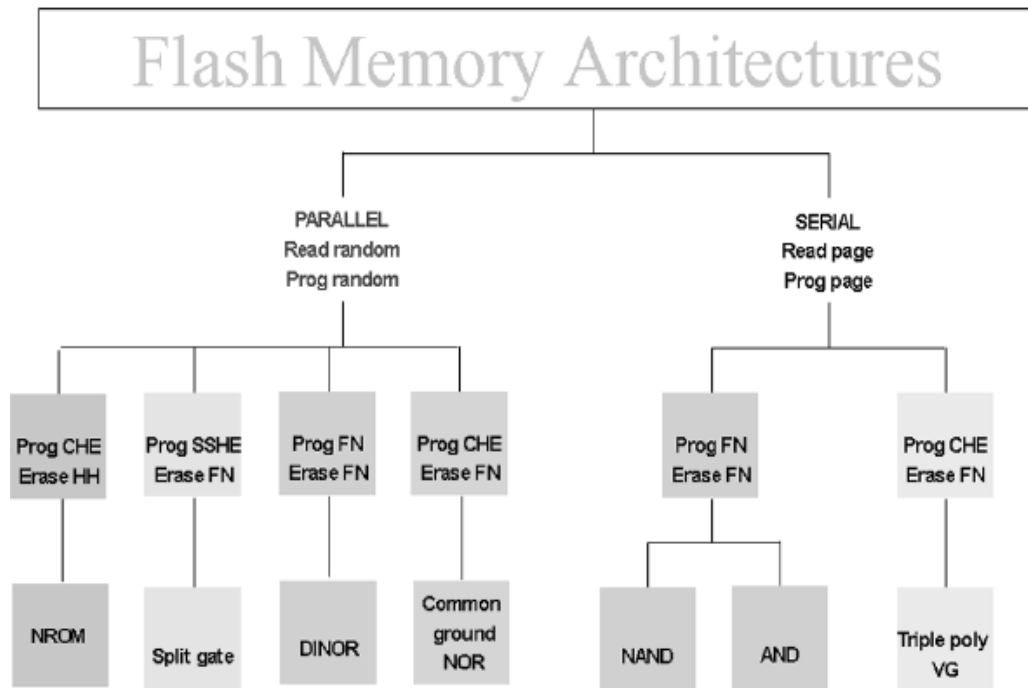 Flash Memory Architectures
PARALLEL
Read random
Prog random
SERIAL
Read page
Prog page
Prog CHE
Erase HH
Prog SSHE
Erase FN
Prog FN
Erase FN
Prog CHE
Erase FN
Prog FN
Erase FN
Prog CHE
Erase FN
NROM
Split gate
DINOR
Common
ground
NOR
NAND
AND
Triple poly
VG